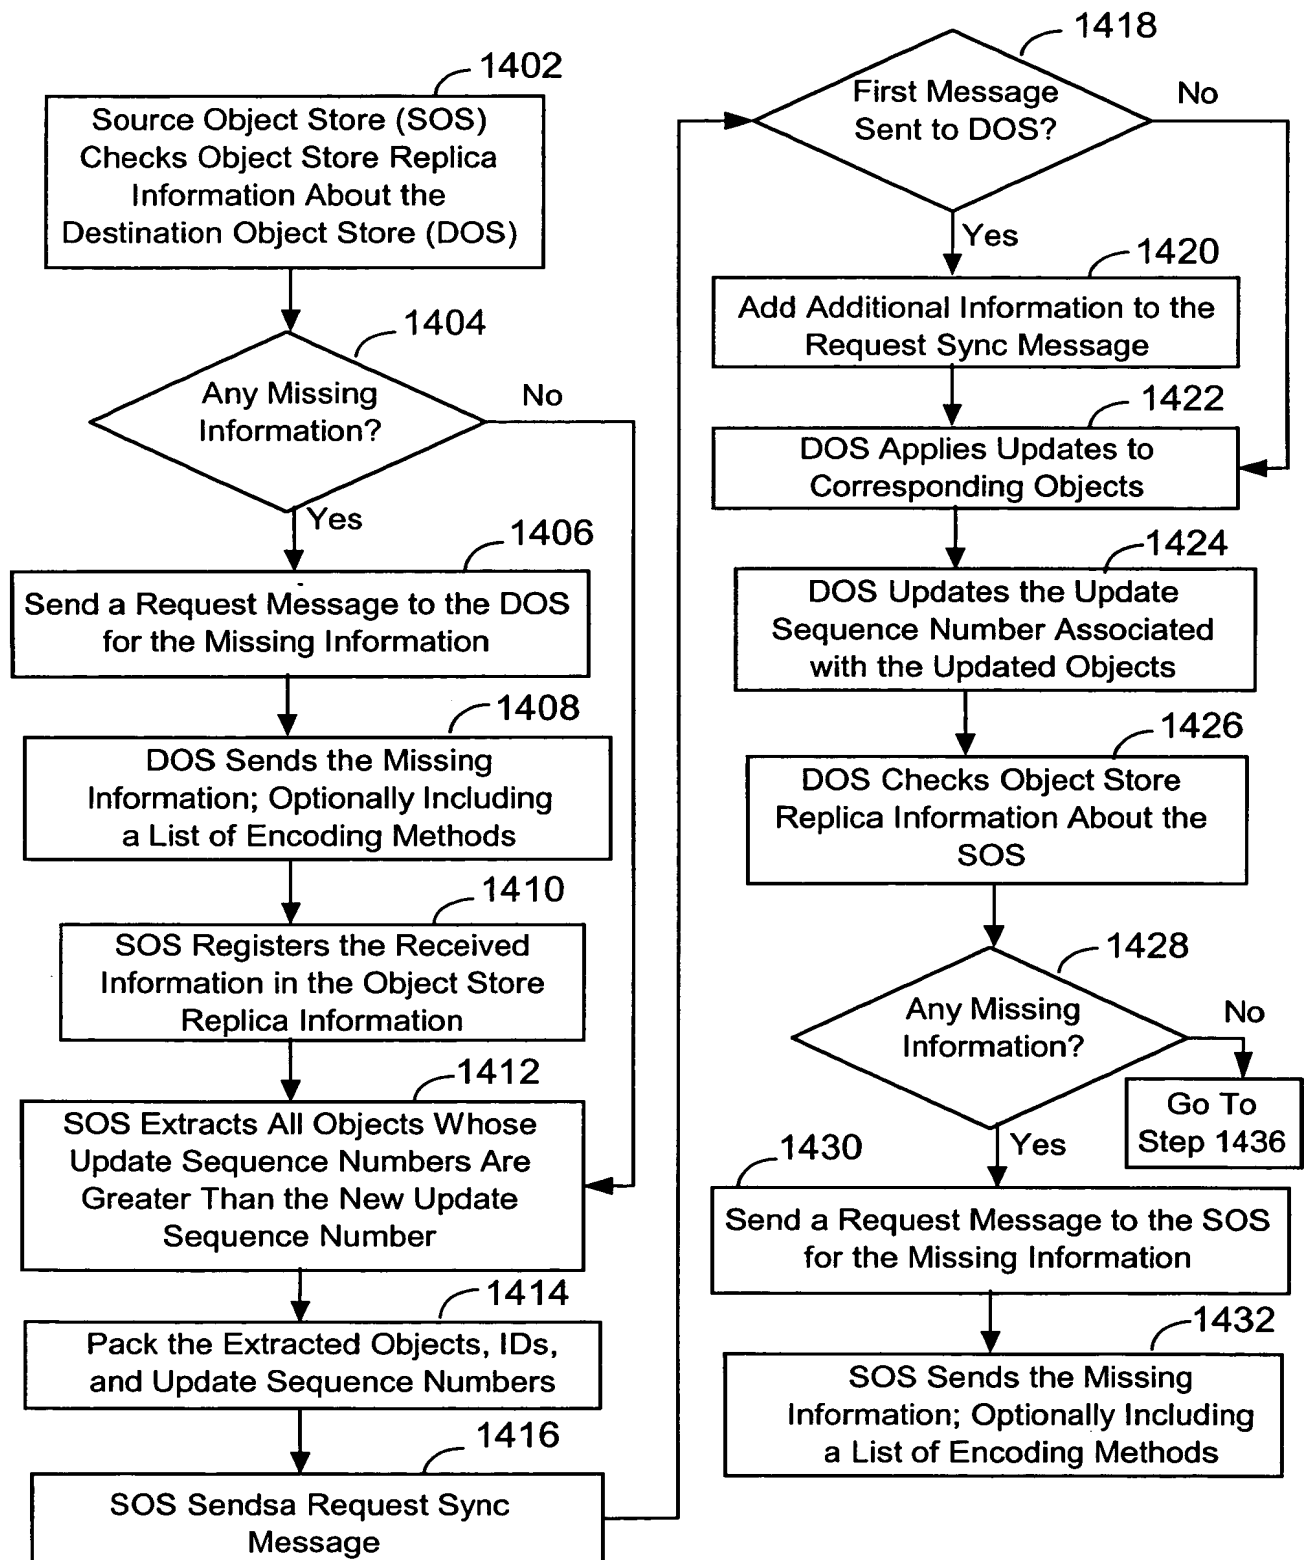 1402
Source Object Store (SOS)
Checks Object Store Replica
Information About the
Destination Object Store (DOS)
1404
Any Missing
Information?
No
Yes
1406
Send a Request Message to the DOS
for the Missing Information
1408
DOS Sends the Missing
Information; Optionally Including
a List of Encoding Methods
1410
SOS Registers the Received
Information in the Object Store
Replica Information
1412
SOS Extracts All Objects Whose
Update Sequence Numbers Are
Greater Than the New Update
Sequence Number
1414
Pack the Extracted Objects, IDs,
and Update Sequence Numbers
1416
SOS Sendsa Request Sync
Message
1418
First Message
Sent to DOS?
No
Yes
1420
Add Additional Information to the
Request Sync Message
1422
DOS Applies Updates to
Corresponding Objects
1424
DOS Updates the Update
Sequence Number Associated
with the Updated Objects
1426
DOS Checks Object Store
Replica Information About the
SOS
1428
Any Missing
Information?
No
Go To
Step 1436
Yes
1430
Send a Request Message to the SOS
for the Missing Information
1432
SOS Sends the Missing
Information; Optionally Including
a List of Encoding Methods